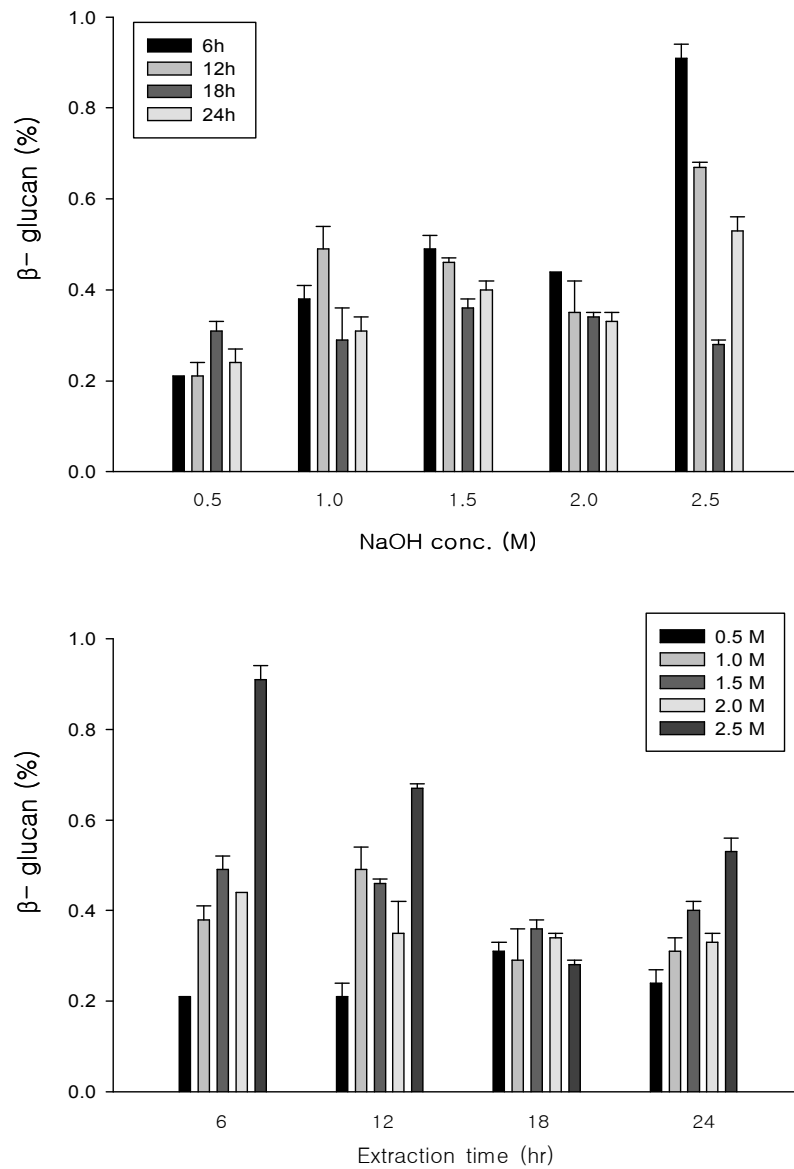 1.0
0.8
0.6
0.4
0.2
0.0
β- glucan (%)
6h
12h
18h
24h
0.5 1.0 1.5 2.0 2.5
NaOH conc. (M)
1.0
0.8
0.6
0.4
0.2
0.0
β- glucan (%)
0.5 M
1.0 M
1.5 M
2.0 M
2.5 M
6 12 18 24
Extraction time (hr)